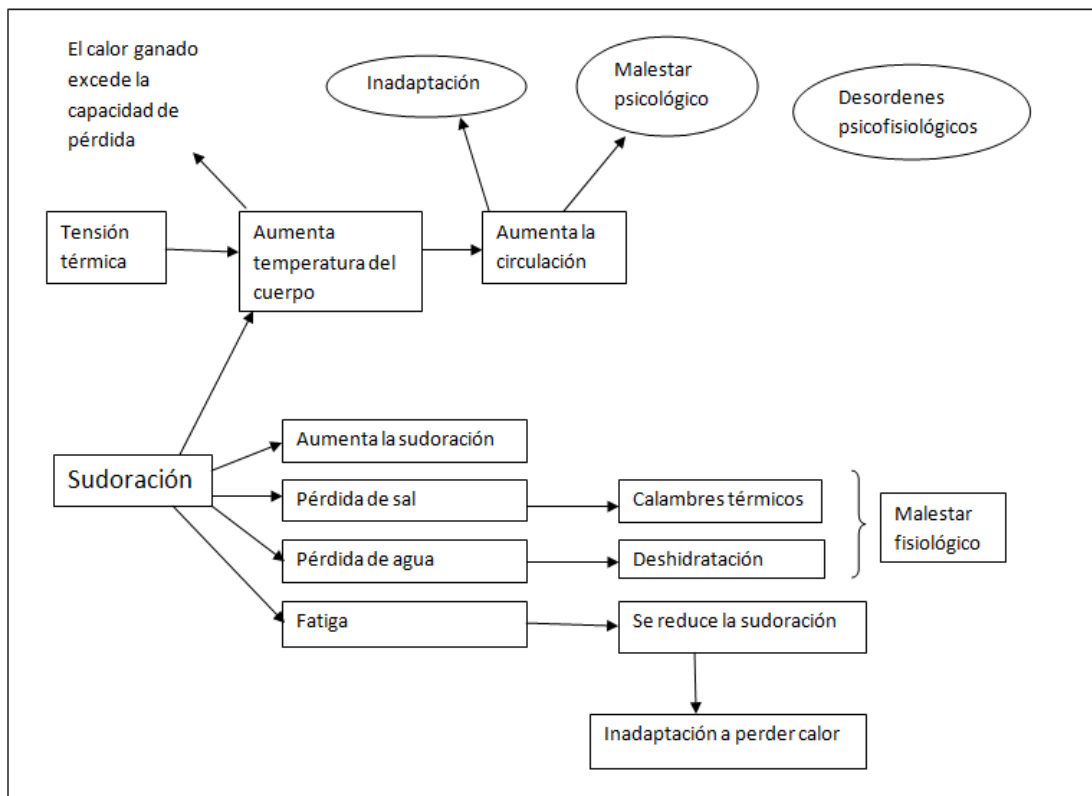 El calor ganado
excede la
capacidad de
pérdida
Inadaptación
Malestar
psicológico
Desordenes
psicofisiológicos
Tensión
térmica
Aumenta
temperatura del
cuerpo
Aumenta la
circulación
Sudoración
Aumenta la sudoración
Pérdida de sal
Calambres térmicos
Malestar
fisiológico
Pérdida de agua
Deshidratación
Fatiga
Se reduce la sudoración
Inadaptación a perder calor